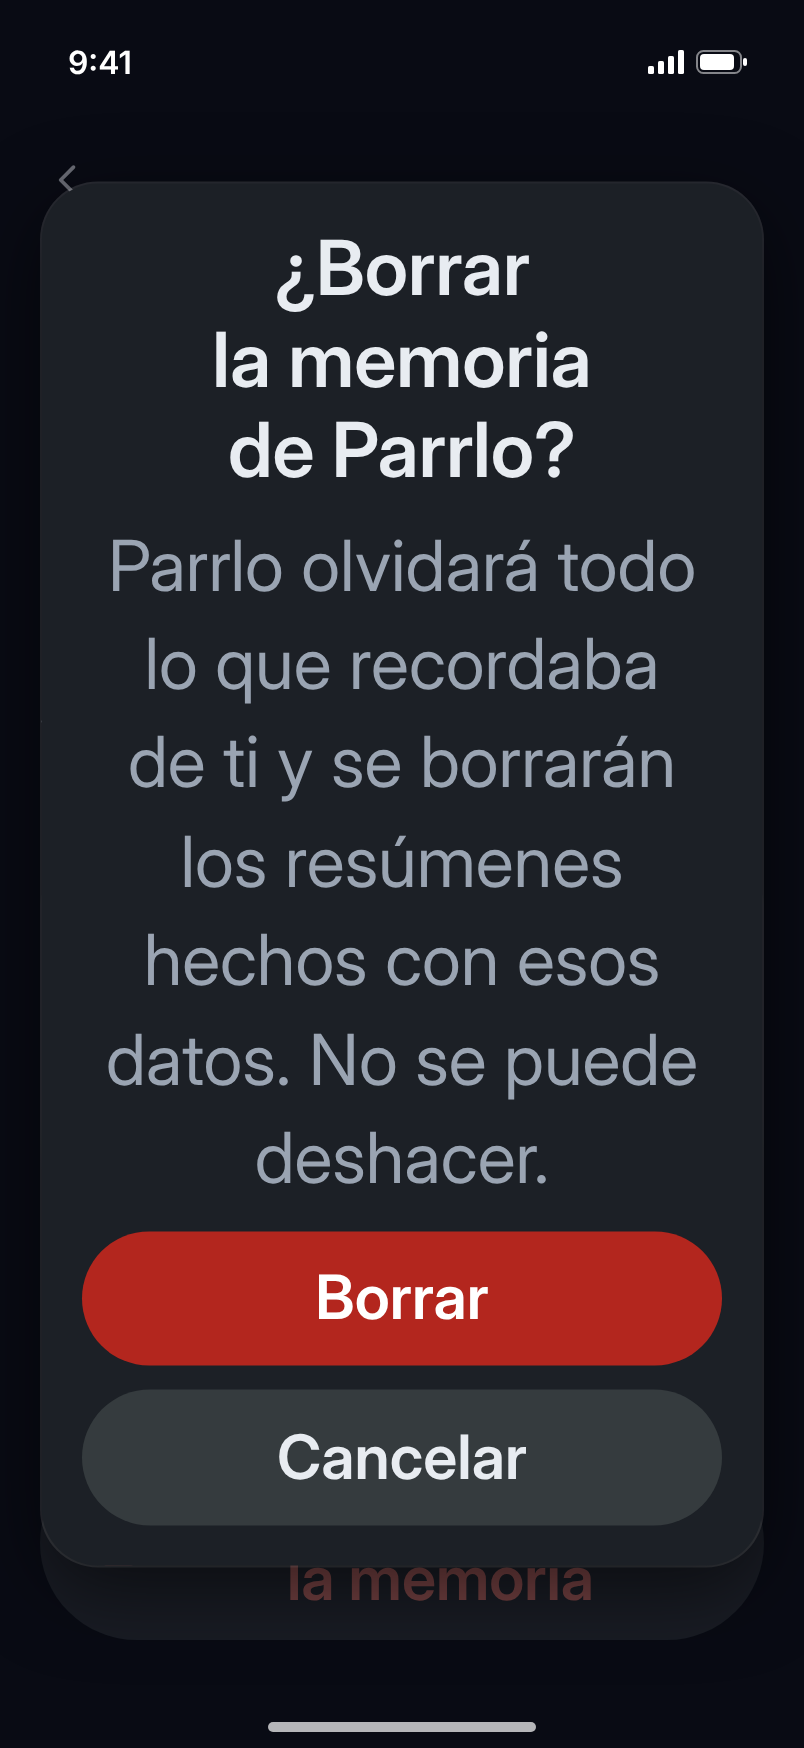 9:41
¿Borrar
la memoria
de Parrlo?
Parrlo olvidará todo
lo que recordaba
de ti y se borrarán
los resúmenes
hechos con esos
datos. No se puede
deshacer.
Borrar
Cancelar
la memoria